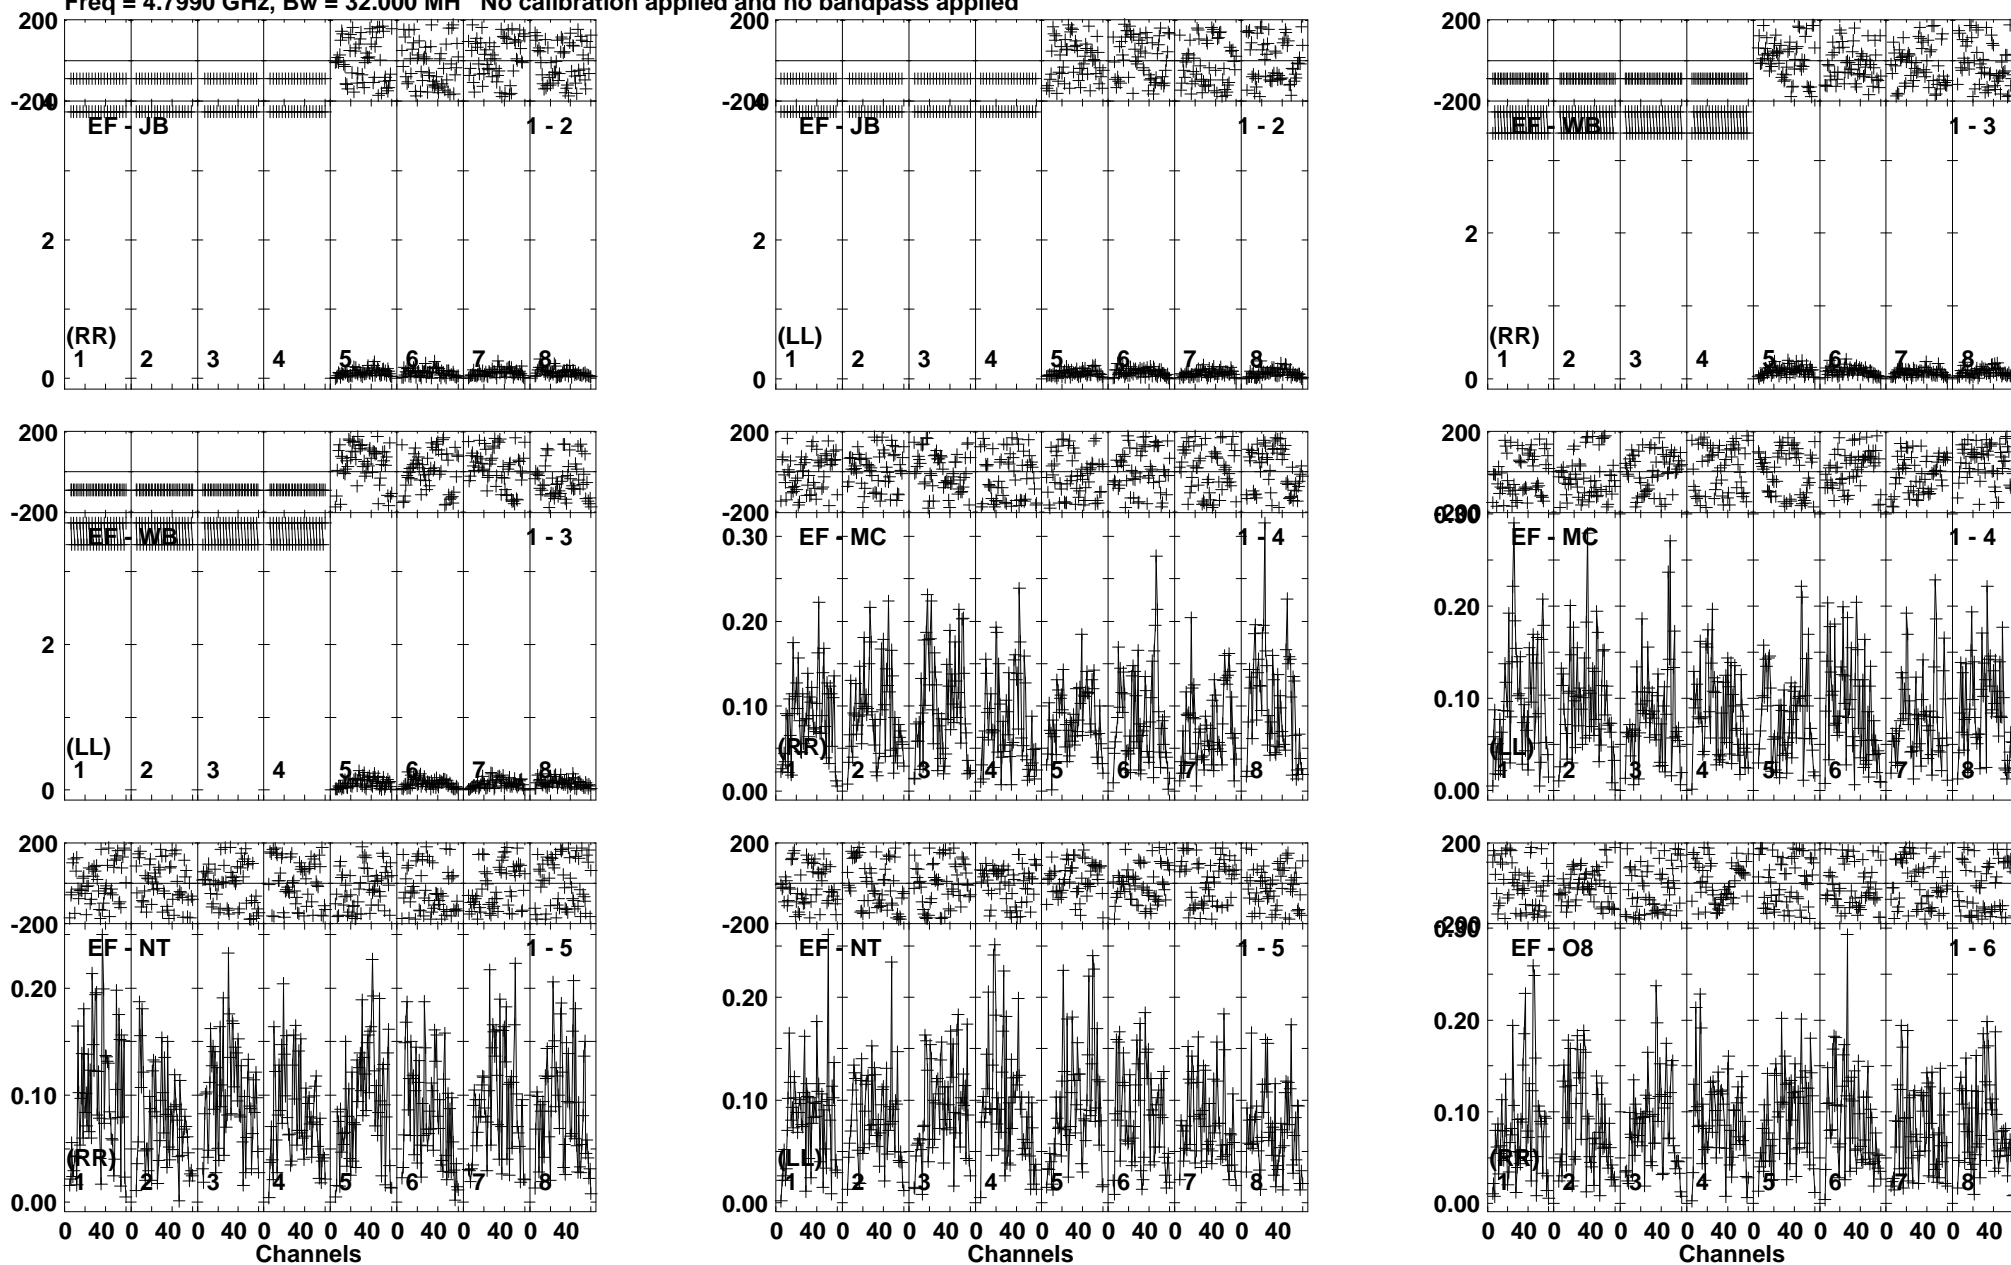 Freq = 4.7990 GHz, Bw = 32.000 MH No calibration applied and no bandpass applied
200 200 200
-200 -200 -200
4 4
EF - JB 1 - 2 EF - JB 1 - 2 EF - WB 1 - 3
2 2 2
(RR) (LL) (RR)
1 2 3 4 5 6 7 8 1 2 3 4 5 6 7 8 1 2 3 4 5 6 7 8
0 0 0
200 200 200
-200 -200 -200
0.30
EF - WB 1 - 3 EF - MC 1 - 4 EF - MC 1 - 4
0.30
0.20 0.20
2
0.10 0.10
(LL) (RR) (LL)
1 2 3 4 5 6 7 8 1 2 3 4 5 6 7 8 1 2 3 4 5 6 7 8
0 0.00 0.00
200 200 200
-200 -200 -200
0.30
EF - NT 1 - 5 EF - NT 1 - 5 EF - O8 1 - 6
0.20 0.20 0.20
0.10 0.10 0.10
(RR) (LL) (RR)
1 2 3 4 5 6 7 8 1 2 3 4 5 6 7 8 1 2 3 4 5 6 7 8
0.00 0.00 0.00
0 40 0 40 0 40 0 40 0 40 0 40 0 40 0 40 0 40 0 40 0 40 0 40 0 40 0 40 0 40 0 40 0 40 0 40 0 40 0 40 0 40 0 40 0 40 0 40
Channels Channels Channels